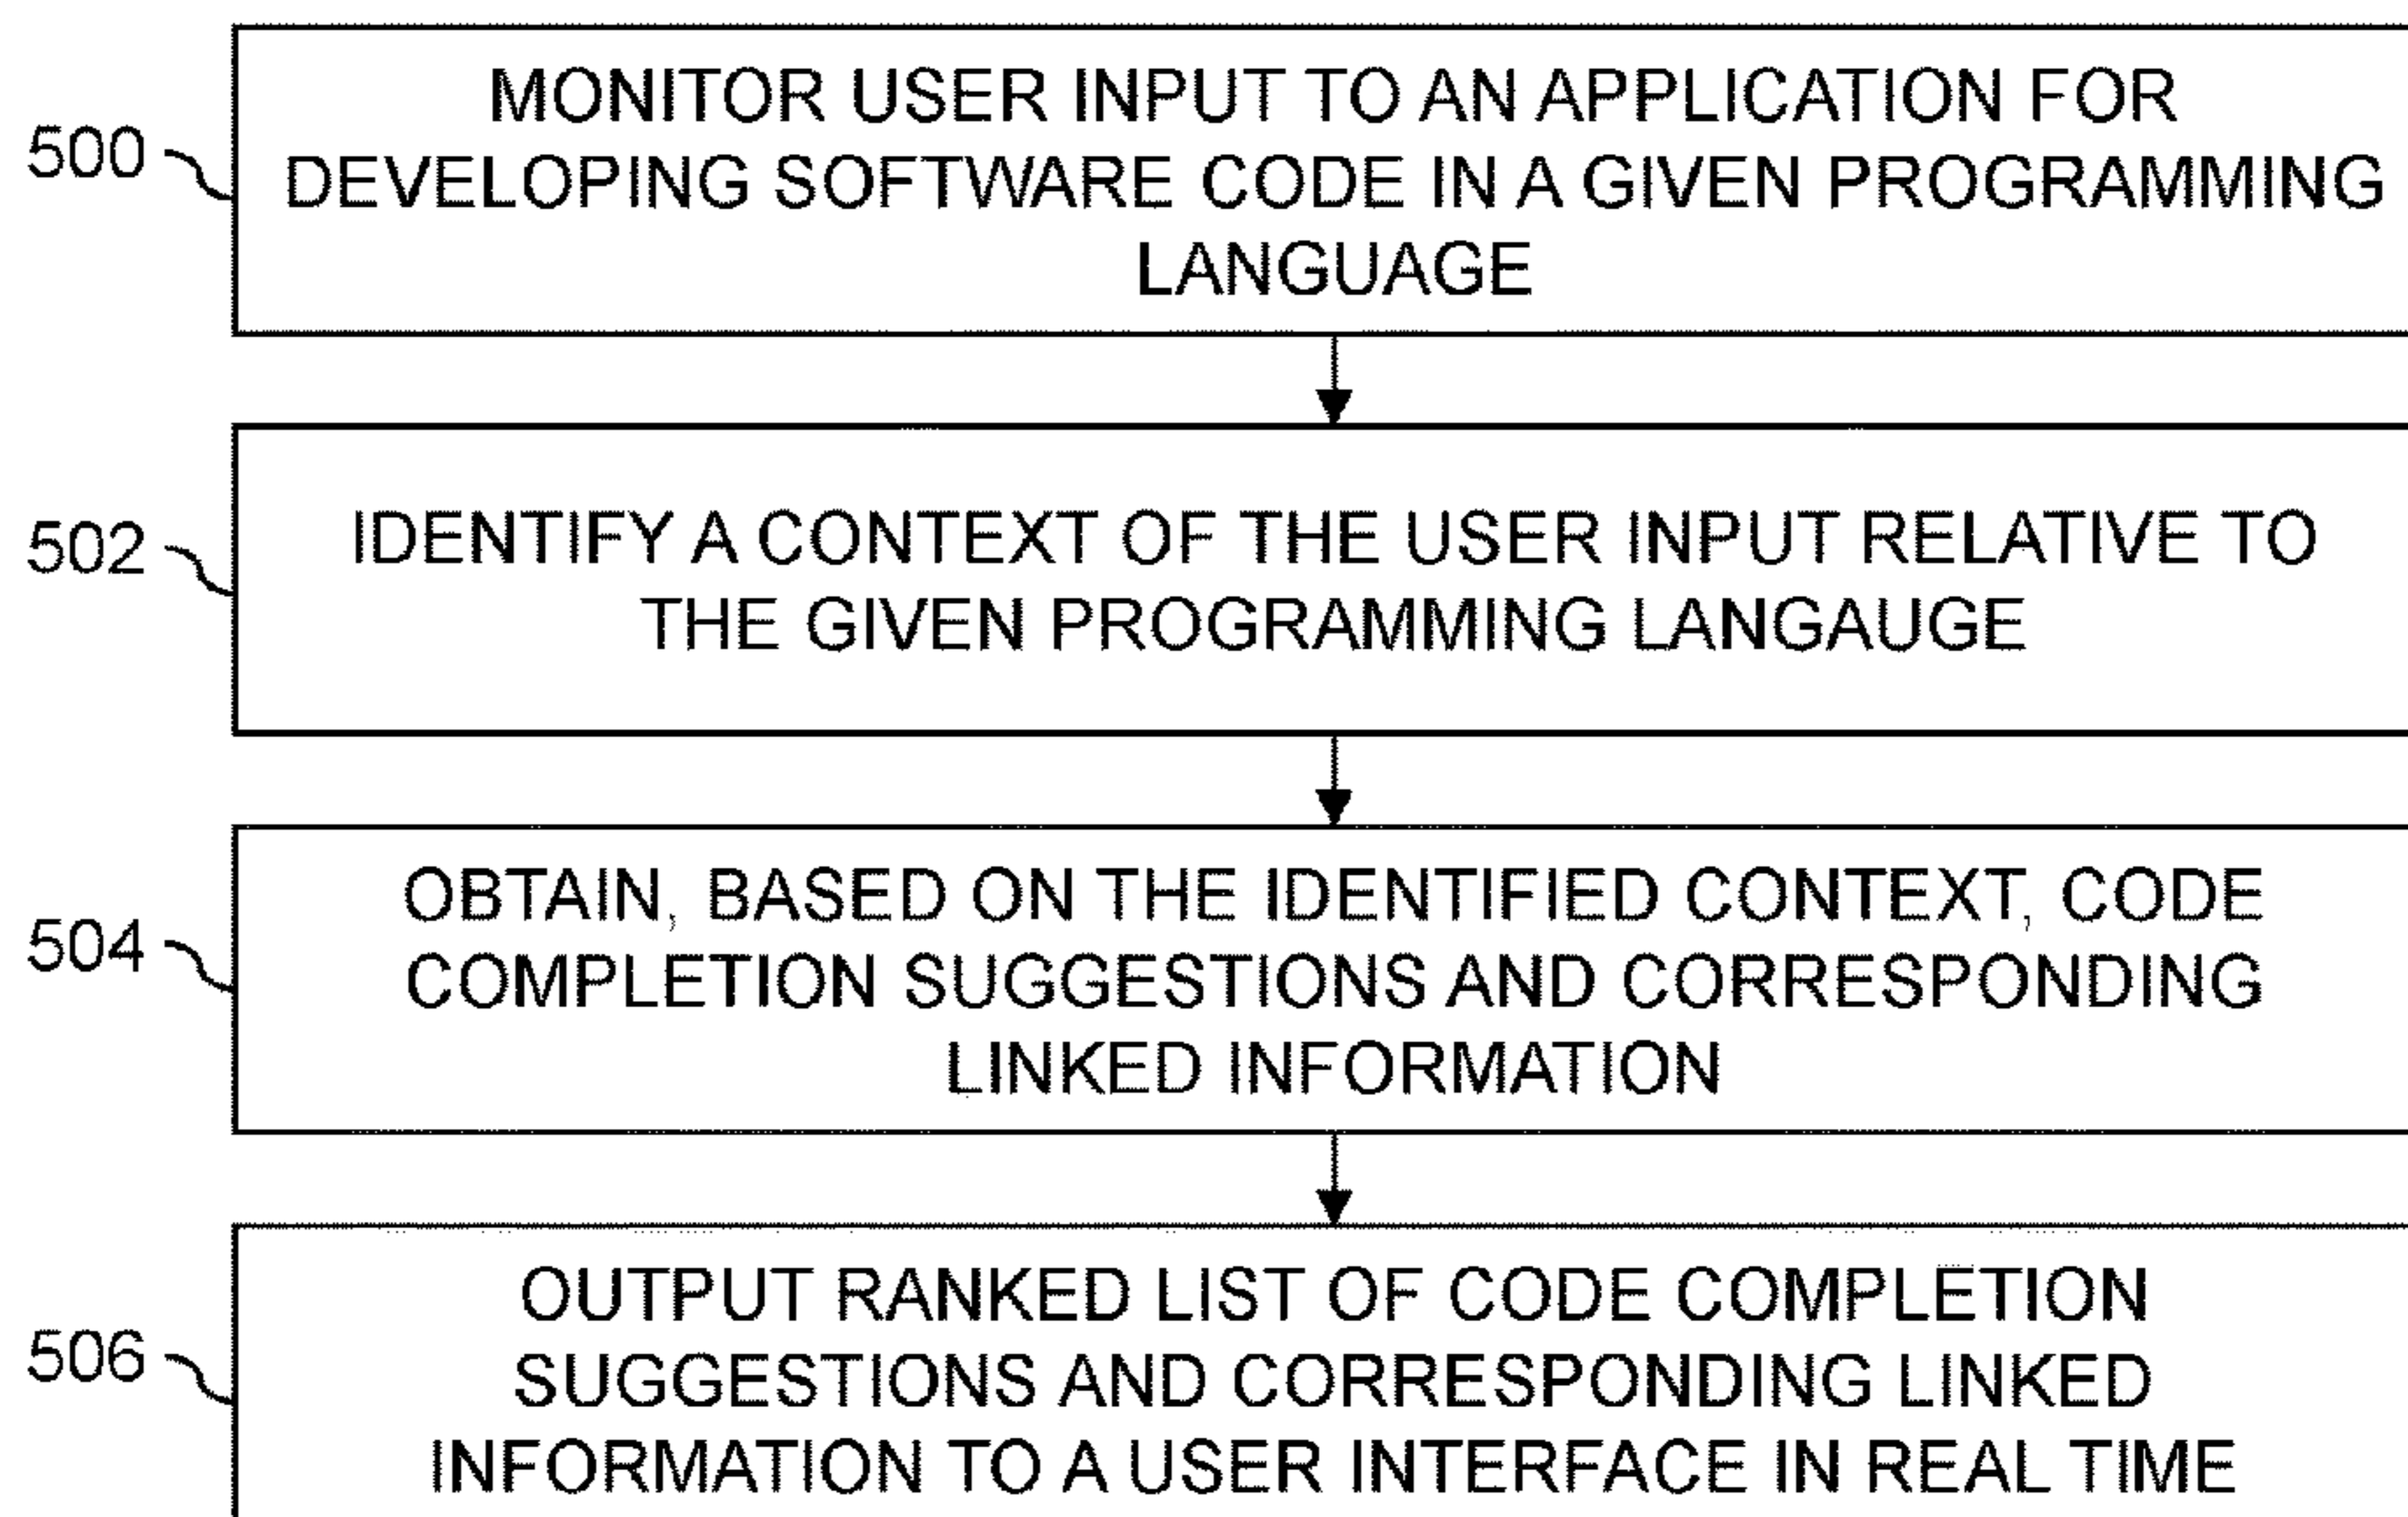 500
MONITOR USER INPUT TO AN APPLICATION FOR
DEVELOPING SOFTWARE CODE IN A GIVEN PROGRAMMING
LANGUAGE
502
IDENTIFY A CONTEXT OF THE USER INPUT RELATIVE TO
THE GIVEN PROGRAMMING LANGAUGE
504
OBTAIN, BASED ON THE IDENTIFIED CONTEXT, CODE
COMPLETION SUGGESTIONS AND CORRESPONDING
LINKED INFORMATION
506
OUTPUT RANKED LIST OF CODE COMPLETION
SUGGESTIONS AND CORRESPONDING LINKED
INFORMATION TO A USER INTERFACE IN REAL TIME